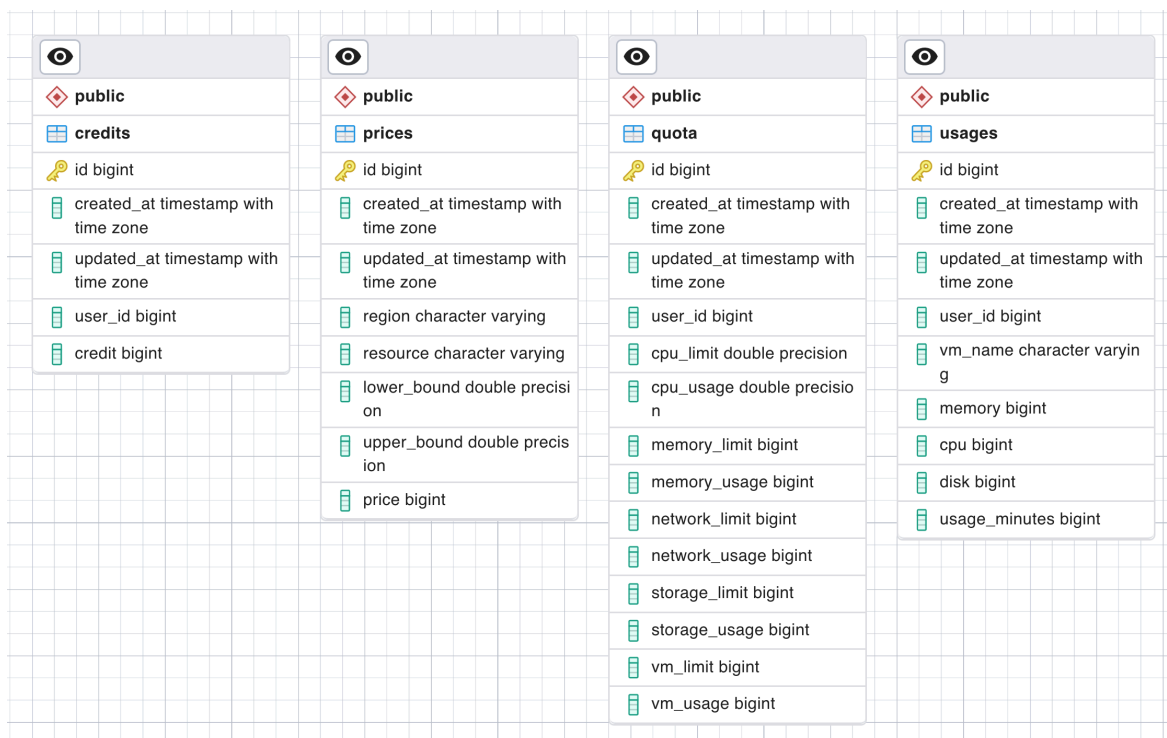 public
credits
id bigint
created_at timestamp with
time zone
updated_at timestamp with
time zone
user_id bigint
credit bigint
public
prices
id bigint
created_at timestamp with
time zone
updated_at timestamp with
time zone
region character varying
resource character varying
lower_bound double precisi
on
upper_bound double precis
ion
price bigint
public
quota
id bigint
created_at timestamp with
time zone
updated_at timestamp with
time zone
user_id bigint
cpu_limit double precision
cpu_usage double precisio
n
memory_limit bigint
memory_usage bigint
network_limit bigint
network_usage bigint
storage_limit bigint
storage_usage bigint
vm_limit bigint
vm_usage bigint
public
usages
id bigint
created_at timestamp with
time zone
updated_at timestamp with
time zone
user_id bigint
vm_name character varyin
g
memory bigint
cpu bigint
disk bigint
usage_minutes bigint